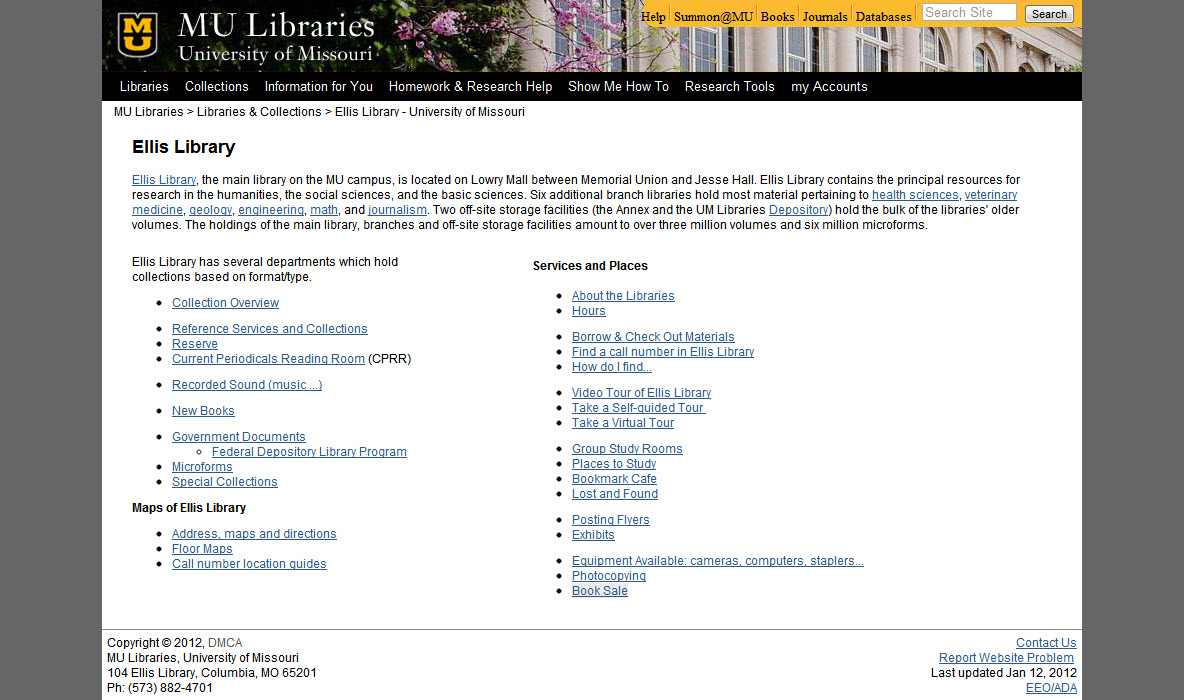 MU Libraries
University of Missouri
Help Summon@MU Books Journals Databases Search Site Search
Libraries Collections Information for You Homework & Research Help Show Me How To Research Tools my Accounts
MU Libraries > Libraries & Collections > Ellis Library - University of Missouri
Ellis Library
Ellis Library, the main library on the MU campus, is located on Lowry Mall between Memorial Union and Jesse Hall. Ellis Library contains the principal resources for
research in the humanities, the social sciences, and the basic sciences. Six additional branch libraries hold most material pertaining to health sciences, veterinary
medicine, geology, engineering, math, and journalism. Two off-site storage facilities (the Annex and the UM Libraries Depository) hold the bulk of the libraries' older
volumes. The holdings of the main library, branches and off-site storage facilities amount to over three million volumes and six million microforms.
Ellis Library has several departments which hold
collections based on format/type.
Collection Overview
Reference Services and Collections
Reserve
Current Periodicals Reading Room (CPRR)
Recorded Sound (music ...)
New Books
Government Documents
Federal Depository Library Program
Microforms
Special Collections
Maps of Ellis Library
Address, maps and directions
Floor Maps
Call number location guides
Services and Places
About the Libraries
Hours
Borrow & Check Out Materials
Find a call number in Ellis Library
How do I find...
Video Tour of Ellis Library
Take a Self-guided Tour
Take a Virtual Tour
Group Study Rooms
Places to Study
Bookmark Cafe
Lost and Found
Posting Flyers
Exhibits
Equipment Available: cameras, computers, staplers...
Photocopying
Book Sale
Copyright © 2012, DMCA
MU Libraries, University of Missouri
104 Ellis Library, Columbia, MO 65201
Ph: (573) 882-4701
Contact Us
Report Website Problem
Last updated Jan 12, 2012
EEO/ADA